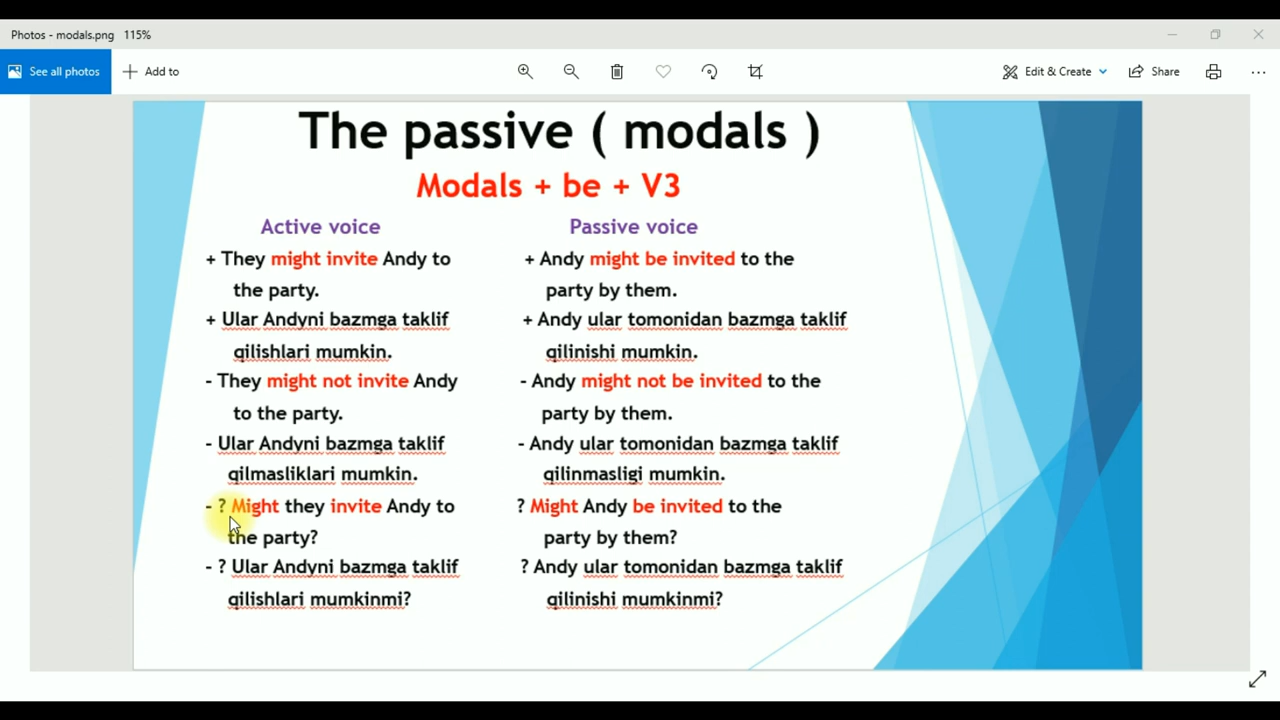 Photos - modals.png 115%
See all photos
Add to
Edit & Create
Share
The passive ( modals )
Modals + be + V3
Active voice
+ They might invite Andy to
the party.
+ Ular Andyni bazmga taklif
qilishlari mumkin.
- They might not invite Andy
to the party.
- Ular Andyni bazmga taklif
qilmasliklari mumkin.
- ? Might they invite Andy to
the party?
- ? Ular Andyni bazmga taklif
qilishlari mumkinmi?
Passive voice
+ Andy might be invited to the
party by them.
+ Andy ular tomonidan bazmga taklif
qilinishi mumkin.
- Andy might not be invited to the
party by them.
- Andy ular tomonidan bazmga taklif
qilinmasligi mumkin.
? Might Andy be invited to the
party by them?
? Andy ular tomonidan bazmga taklif
qilinishi mumkinmi?